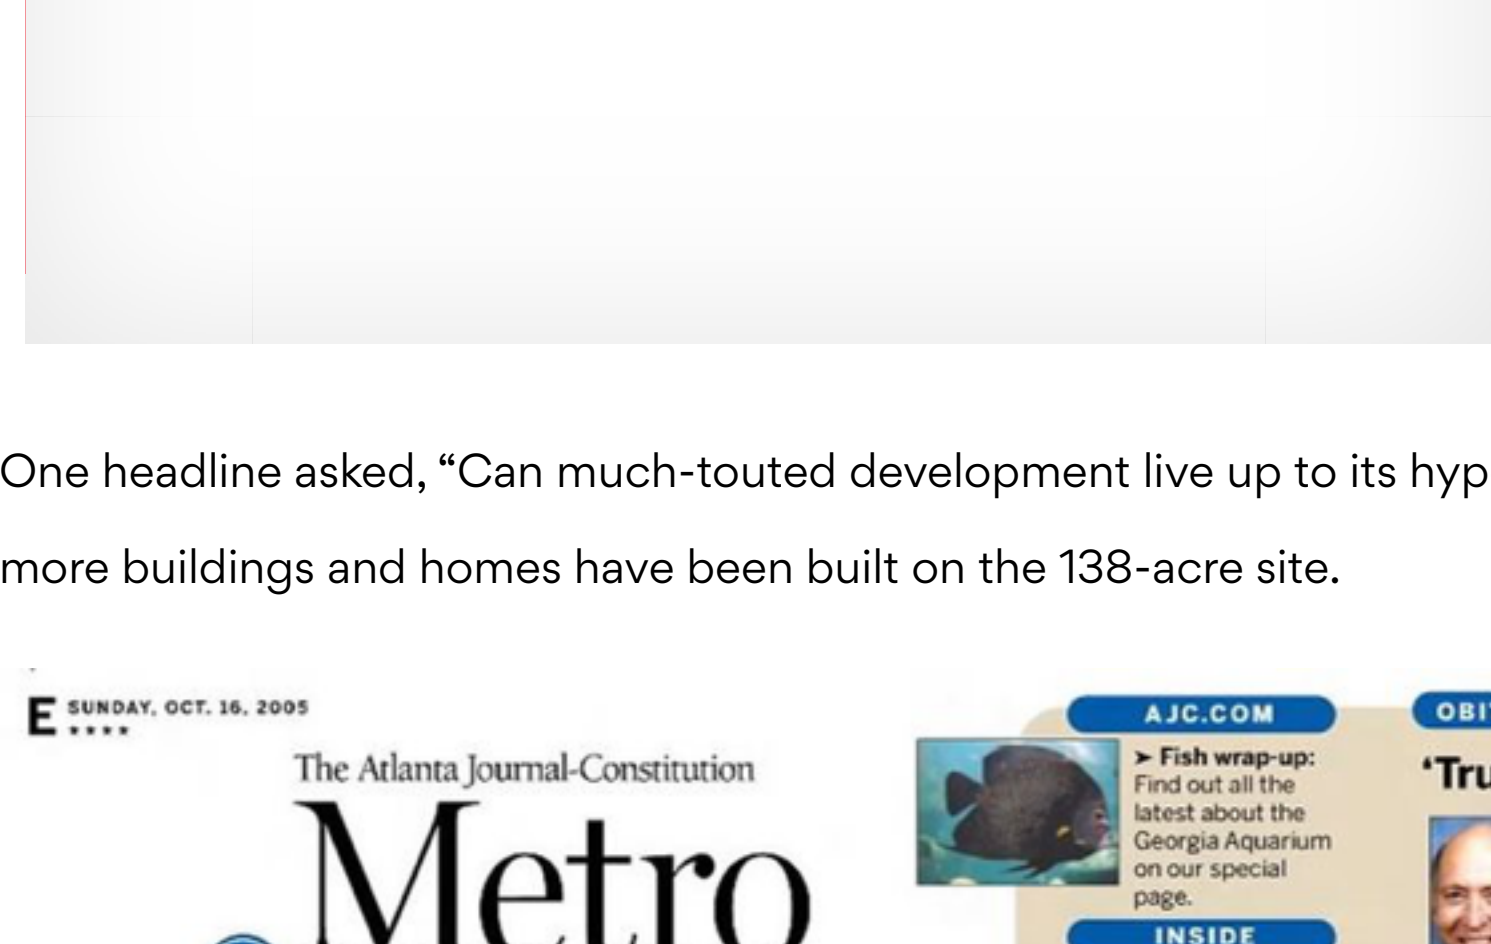 One headline asked, “Can much-touted development live up to its hyp
more buildings and homes have been built on the 138-acre site.
E SUNDAY, OCT. 16, 2005
★★★★
The Atlanta Journal-Constitution
Metro
AJC.COM
➤ Fish wrap-up:
Find out all the
latest about the
Georgia Aquarium
on our special
page.
INSIDE
OBI
‘Tru